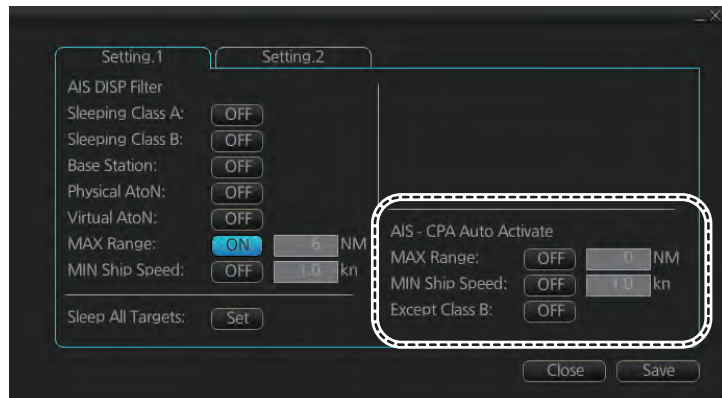 Setting.1 Setting.2
AIS DISP Filter
Sleeping Class A: OFF
Sleeping Class B: OFF
Base Station: OFF
Physical AtoN: OFF
Virtual AtoN: OFF
MAX Range: ON 6 NM
MIN Ship Speed: OFF 1.0 kn
Sleep All Targets: Set
AIS - CPA Auto Activate
MAX Range: OFF 0 NM
MIN Ship Speed: OFF 1.0 kn
Except Class B: OFF
Close Save